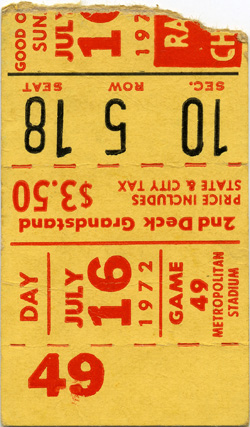 GOOD O
SUN.
JULY
16
1972
RA
CH
SEC. ROW SEAT
10 5 18
PRICE INCLUDES
STATE & CITY TAX
$3.50
2nd Deck Grandstand
DAY
JULY
16
1972
GAME
49
METROPOLITAN
STADIUM
49